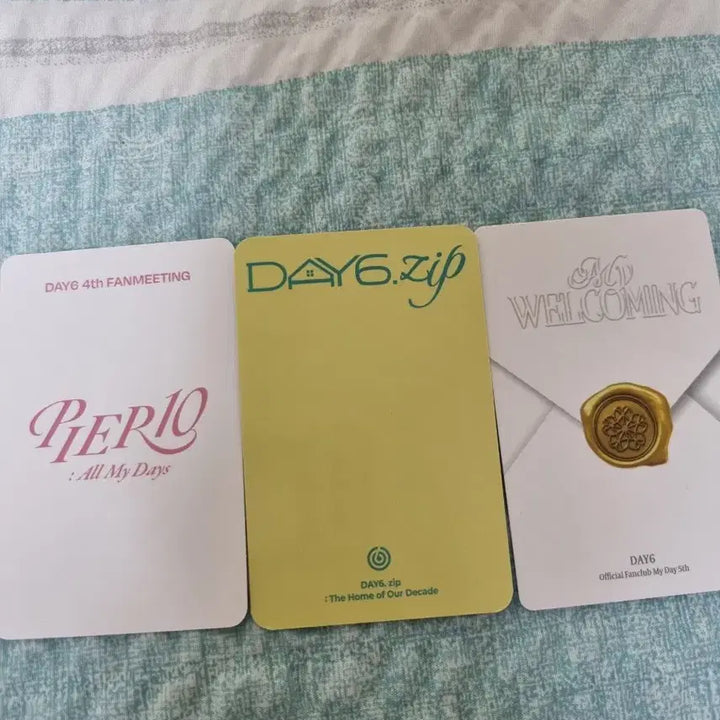 DAY6 4th FANMEETING
PIER10
: All My Days
DAY6.zip
DAY6. zip
: The Home of Our Decade
My
WELCOMING
DAY6
Official Fanclub My Day 5th